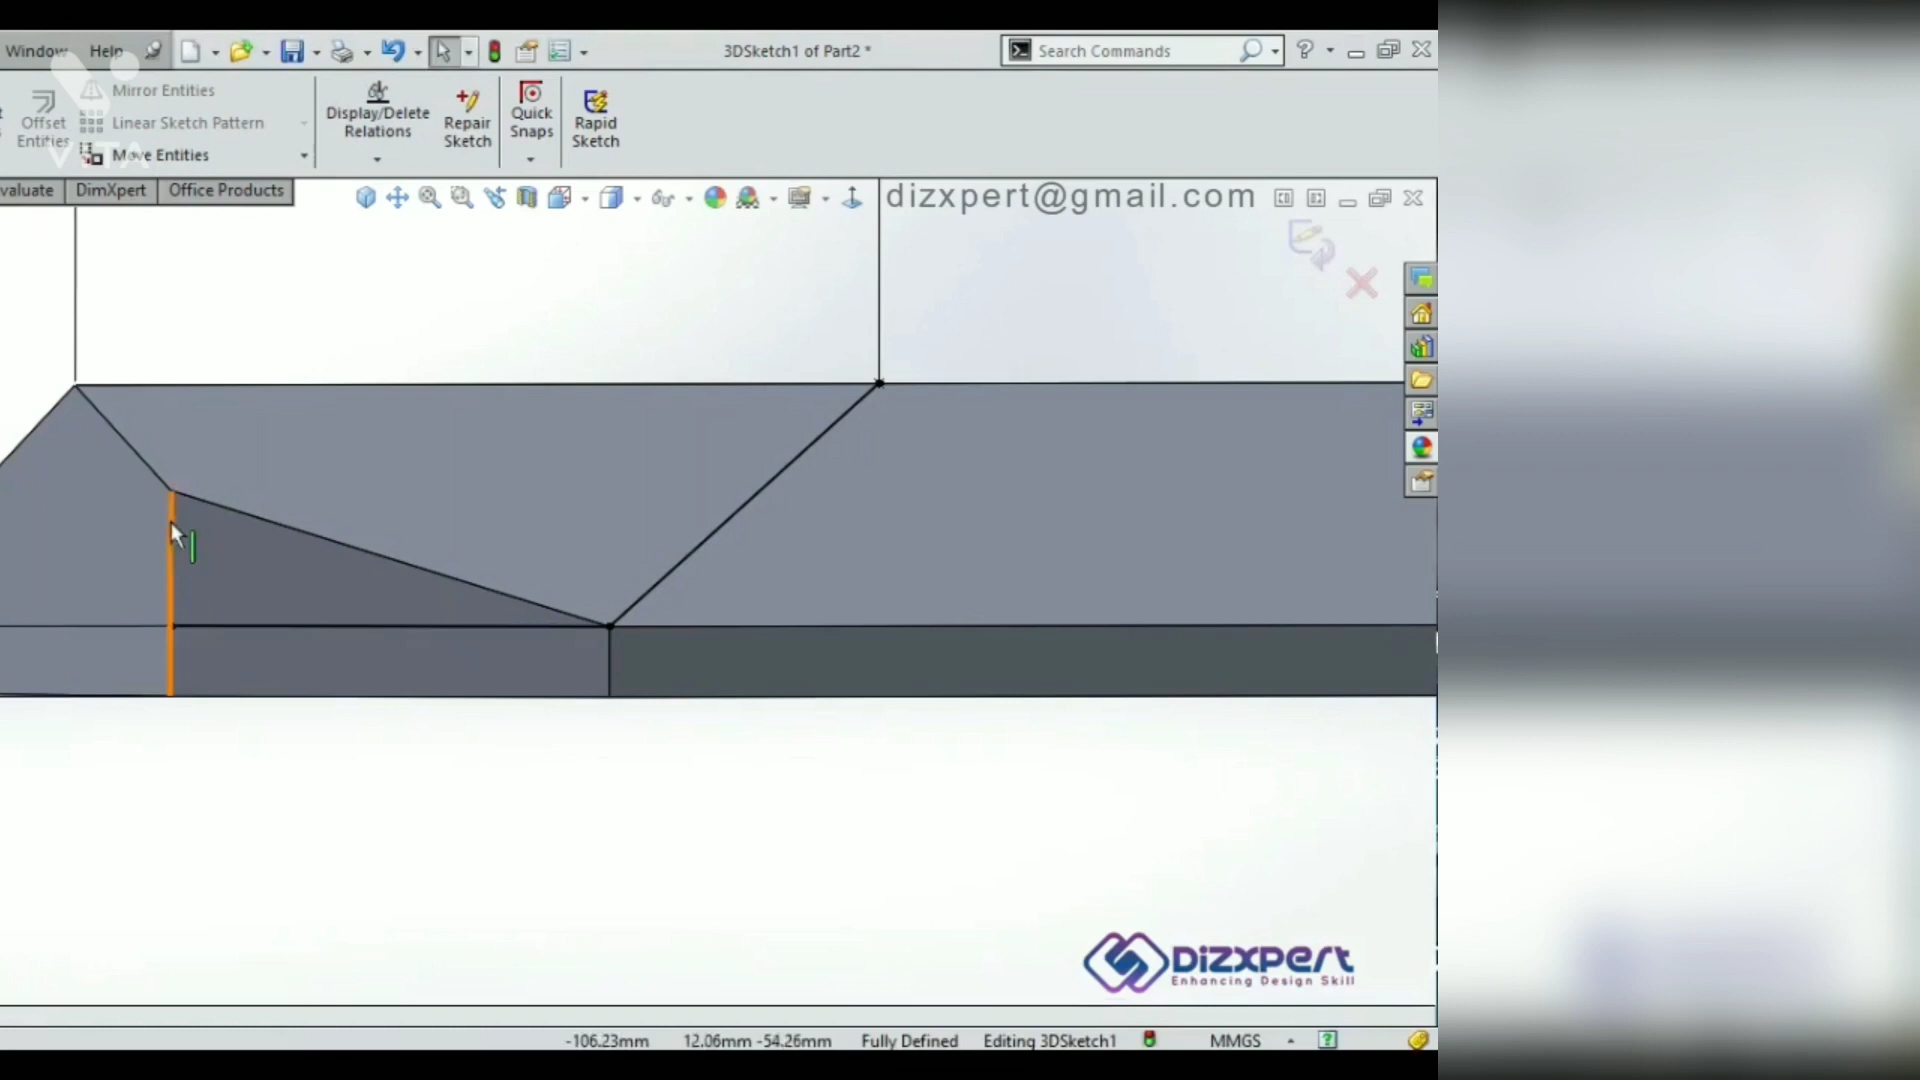 Window Help 3DSketch1 of Part2 * Search Commands
Mirror Entities
Offset Entities
Linear Sketch Pattern
Move Entities
VITA
Display/Delete Relations
Repair Sketch
Quick Snaps
Rapid Sketch
valuate DimXpert Office Products
dizxpert@gmail.com
DizxperT
Enhancing Design Skill
-106.23mm 12.06mm -54.26mm Fully Defined Editing 3DSketch1 MMGS